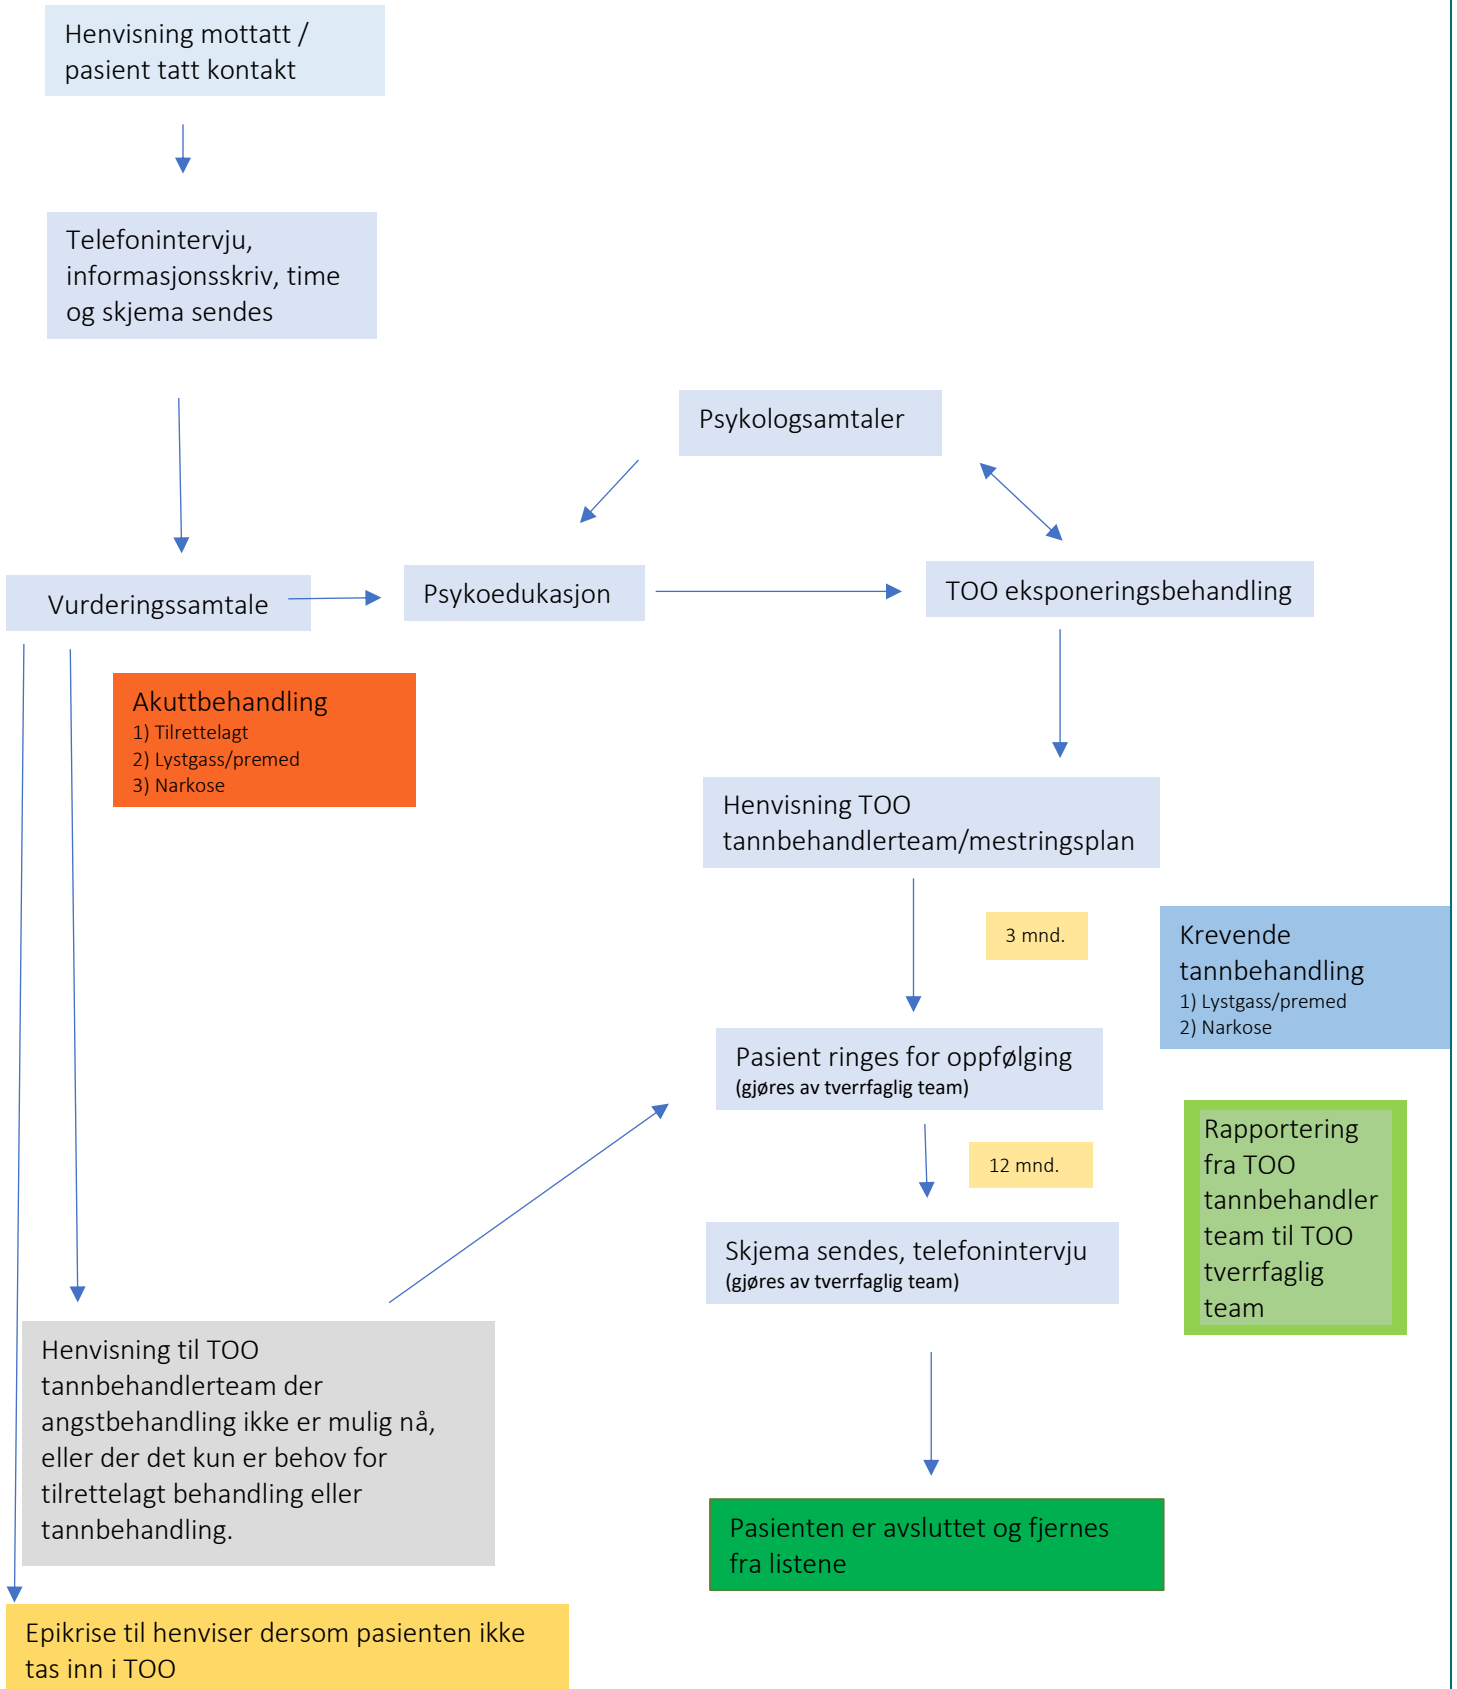 Henvisning mottatt /
pasient tatt kontakt
Telefonintervju,
informasjonsskriv, time
og skjema sendes
Psykologsamtaler
Vurderingssamtale
Psykoedukasjon
TOO eksponeringsbehandling
Akuttbehandling
1) Tilrettelagt
2) Lystgass/premed
3) Narkose
Henvisning TOO
tannbehandlerteam/mestringsplan
3 mnd.
Krevende
tannbehandling
1) Lystgass/premed
2) Narkose
Pasient ringes for oppfølging
(gjøres av tverrfaglig team)
12 mnd.
Rapportering
fra TOO
tannbehandler
team til TOO
tverrfaglig
team
Skjema sendes, telefonintervju
(gjøres av tverrfaglig team)
Henvisning til TOO
tannbehandlerteam der
angstbehandling ikke er mulig nå,
eller der det kun er behov for
tilrettelagt behandling eller
tannbehandling.
Pasienten er avsluttet og fjernes
fra listene
Epikrise til henviser dersom pasienten ikke
tas inn i TOO